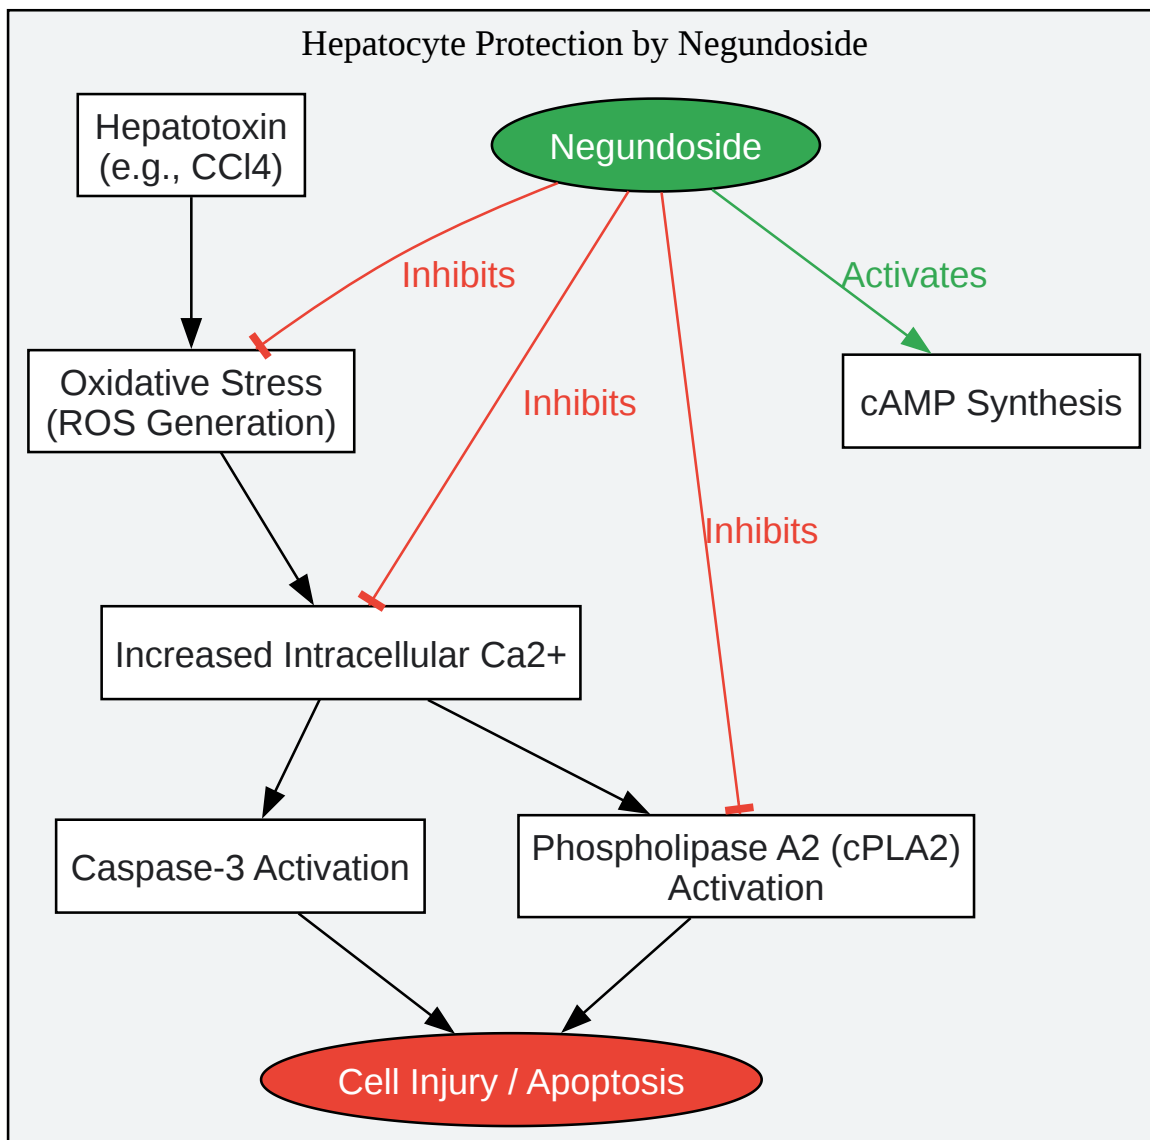 Hepatocyte Protection by Negundoside
Hepatotoxin
(e.g., CCl4)
Negundoside
Inhibits
Activates
Oxidative Stress
(ROS Generation)
Inhibits
cAMP Synthesis
Inhibits
Increased Intracellular Ca2+
Caspase-3 Activation
Phospholipase A2 (cPLA2)
Activation
Cell Injury / Apoptosis